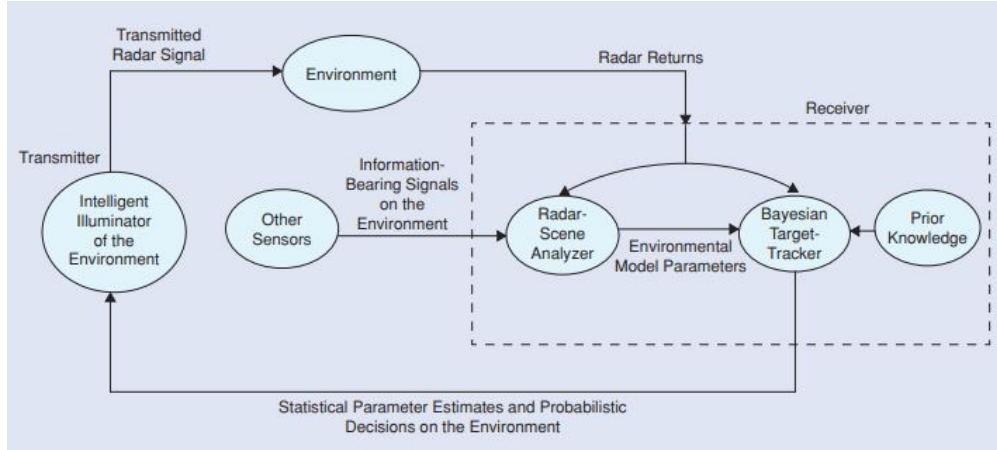 Transmitted
Radar Signal
Environment
Radar Returns
Receiver
Transmitter
Information-
Bearing Signals
on the
Environment
Intelligent
Illuminator
of the
Environment
Other
Sensors
Radar-
Scene
Analyzer
Environmental
Model Parameters
Bayesian
Target-
Tracker
Prior
Knowledge
Statistical Parameter Estimates and Probabilistic
Decisions on the Environment